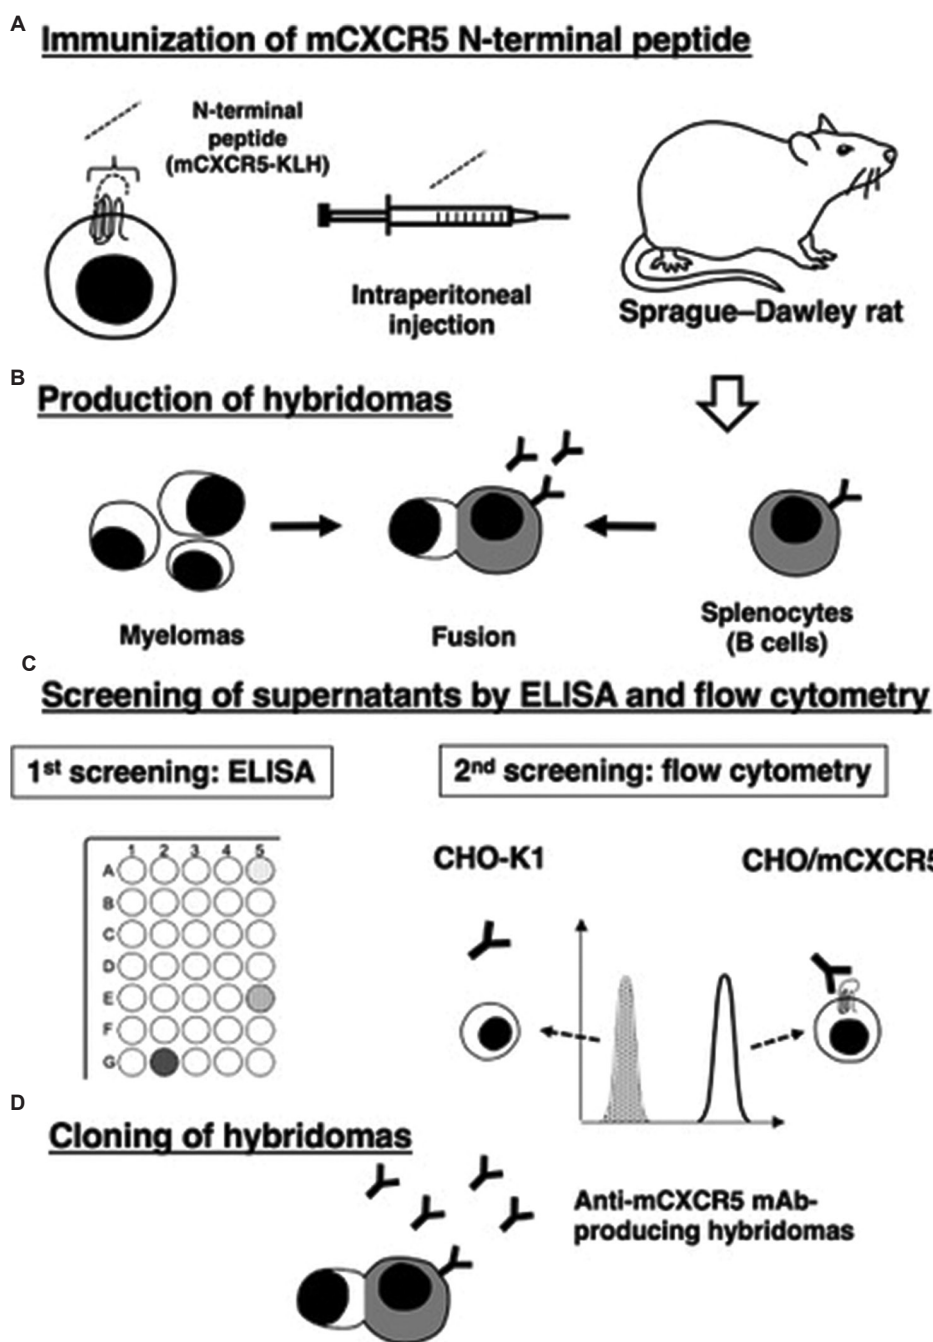 A
Immunization of mCXCR5 N-terminal peptide
N-terminal
peptide
(mCXCR5-KLH)
Intraperitoneal
injection
Sprague–Dawley rat
B
Production of hybridomas
Myelomas
Fusion
Splenocytes
(B cells)
C
Screening of supernatants by ELISA and flow cytometry
1st screening: ELISA
2nd screening: flow cytometry
1 2 3 4 5
A
B
C
D
E
F
G
CHO-K1
CHO/mCXCR5
D
Cloning of hybridomas
Anti-mCXCR5 mAb-
producing hybridomas